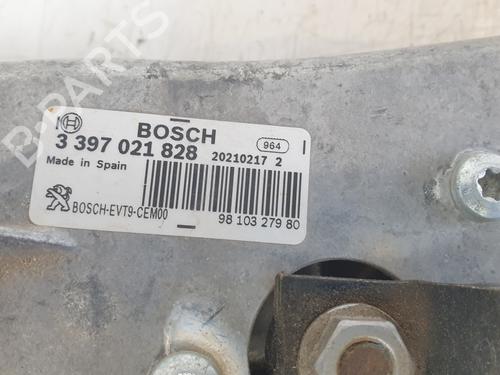 BOSCH
3 397 021 828 20210217 2
964
Made in Spain
BOSCH-EVT9-CEM00
98 103 279 80
B-PARTS